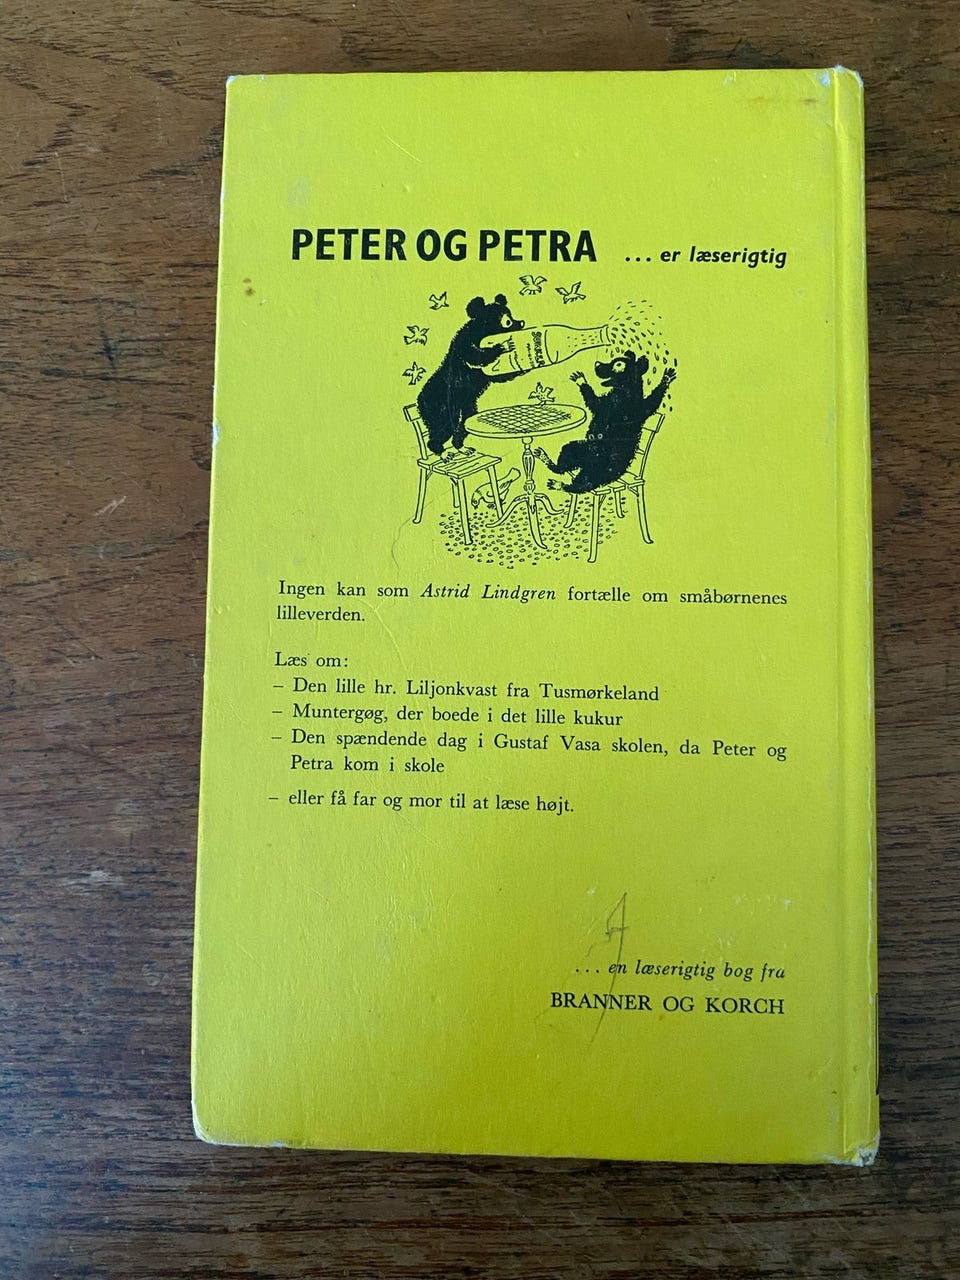 PETER OG PETRA ... er læserigtig
Ingen kan som Astrid Lindgren fortælle om småbørnenes
lilleverden.
Læs om:
– Den lille hr. Liljonkvast fra Tusmørkeland
– Muntergøg, der boede i det lille kukur
– Den spændende dag i Gustaf Vasa skolen, da Peter og
Petra kom i skole
– eller få far og mor til at læse højt.
... en læserigtig bog fra
BRANNER OG KORCH